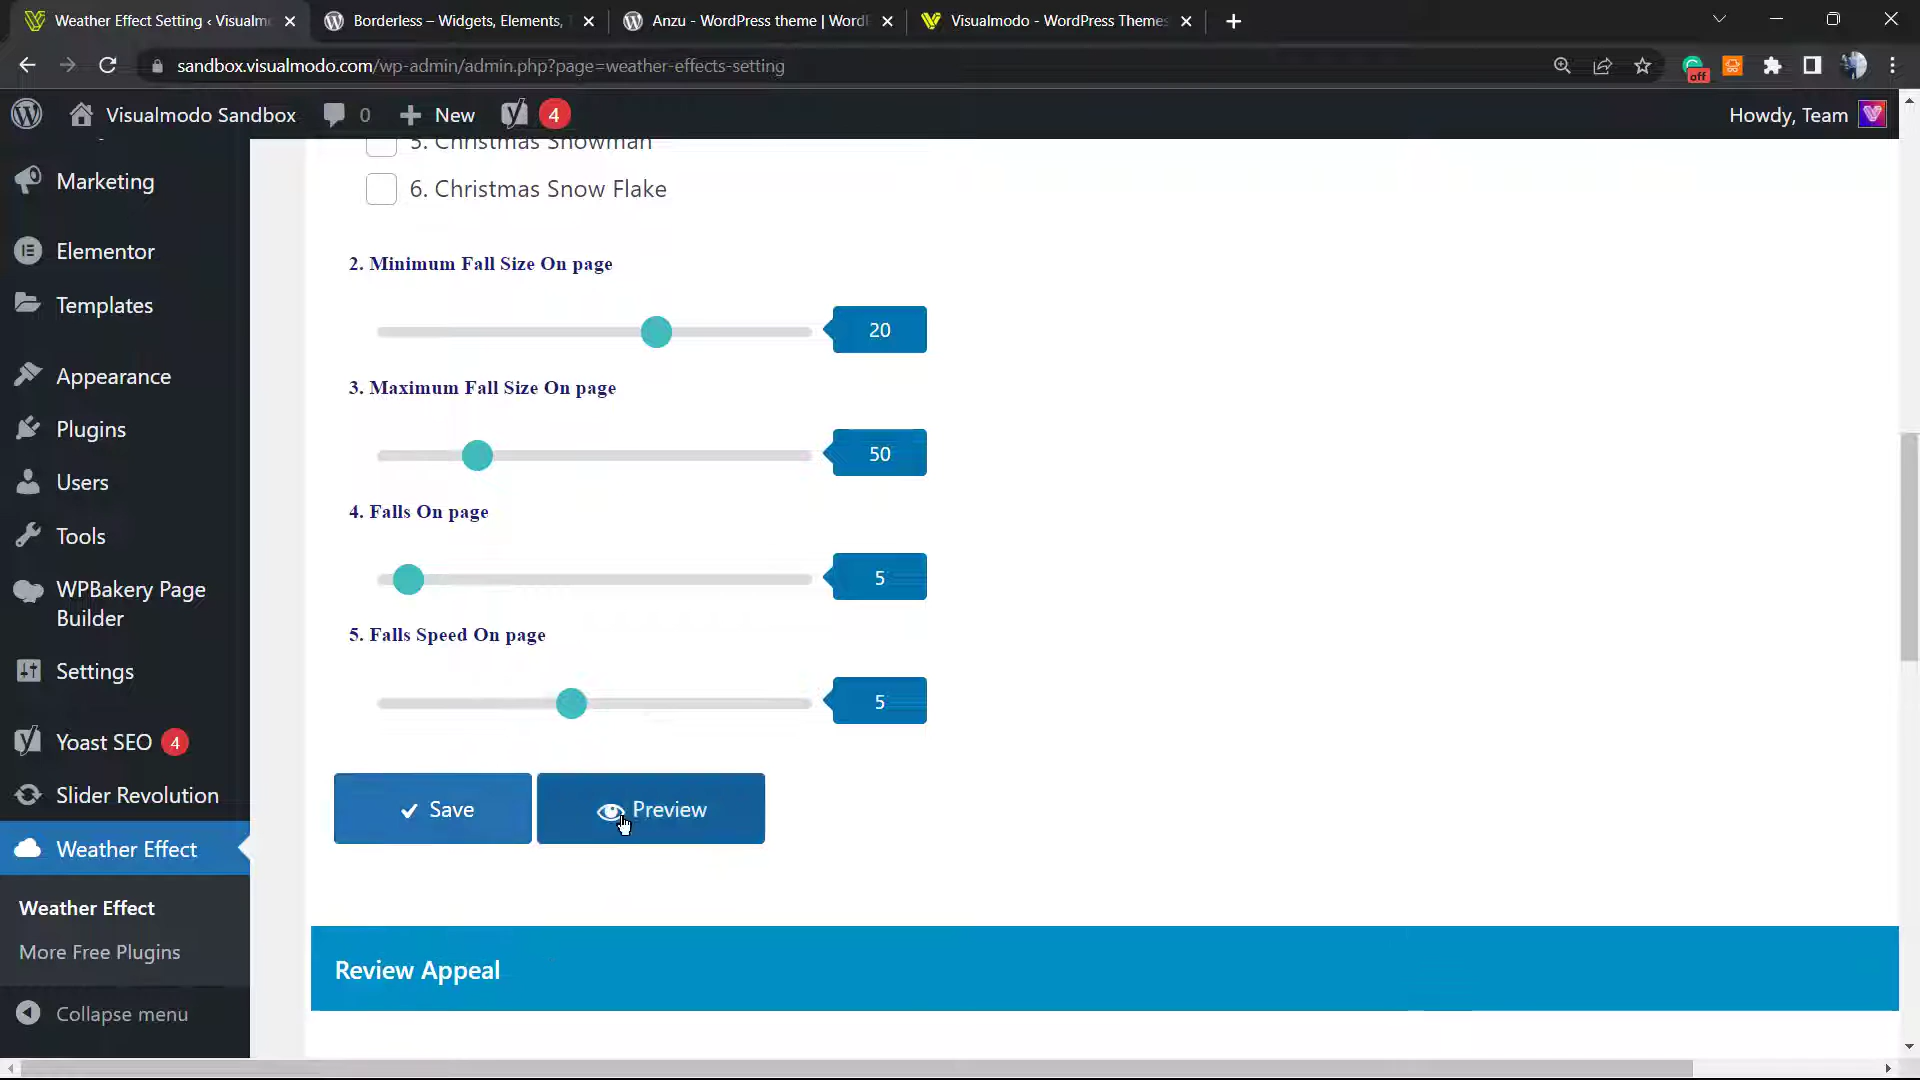 Weather Effect Setting ‹ Visualm
Borderless – Widgets, Elements,
Anzu - WordPress theme | Word
Visualmodo - WordPress Themes
sandbox.visualmodo.com/wp-admin/admin.php?page=weather-effects-setting
off
Visualmodo Sandbox
0
New
4
Howdy, Team
Marketing
Elementor
Templates
Appearance
Plugins
Users
Tools
WPBakery Page
Builder
Settings
Yoast SEO 4
Slider Revolution
Weather Effect
Weather Effect
More Free Plugins
Collapse menu
5. Christmas Snowman
6. Christmas Snow Flake
2. Minimum Fall Size On page
20
3. Maximum Fall Size On page
50
4. Falls On page
5
5. Falls Speed On page
5
Save
Preview
Review Appeal